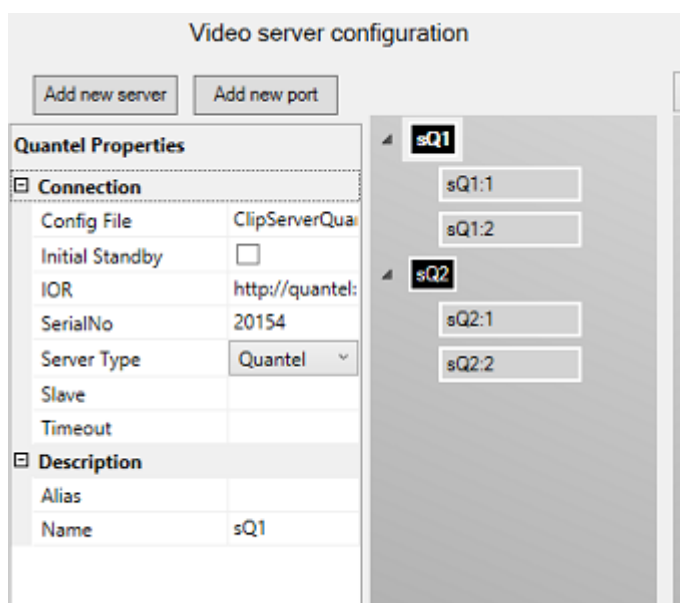 Video server configuration
Add new server
Add new port
Quantel Properties
Connection
Config File ClipServerQua
Initial Standby
IOR http://quantel:
SerialNo 20154
Server Type Quantel
Slave
Timeout
Description
Alias
Name sQ1
sQ1
sQ1:1
sQ1:2
sQ2
sQ2:1
sQ2:2